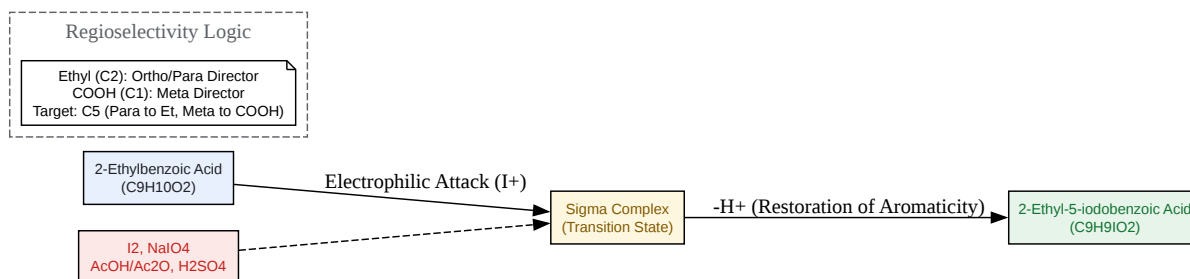 Regioselectivity Logic
Ethyl (C2): Ortho/Para Director
COOH (C1): Meta Director
Target: C5 (Para to Et, Meta to COOH)
2-Ethylbenzoic Acid
(C9H10O2)
Electrophilic Attack (I+)
I2, NaIO4
AcOH/Ac2O, H2SO4
Sigma Complex
(Transition State)
-H+ (Restoration of Aromaticity)
2-Ethyl-5-iodobenzoic Acid
(C9H9IO2)